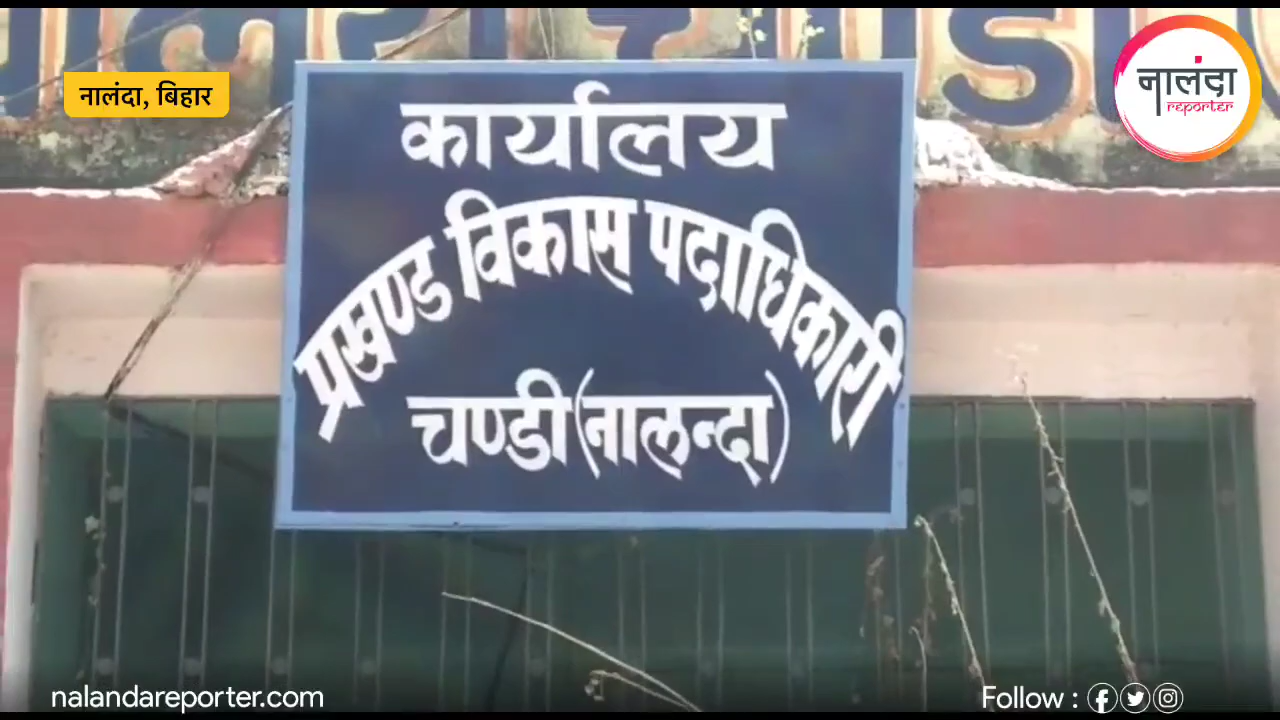 नालंदा, बिहार
नालंदा
reporter
कार्यालय
प्रखण्ड विकास पदाधिकारी
चण्डी (नालन्दा)
nalandareporter.com
Follow :